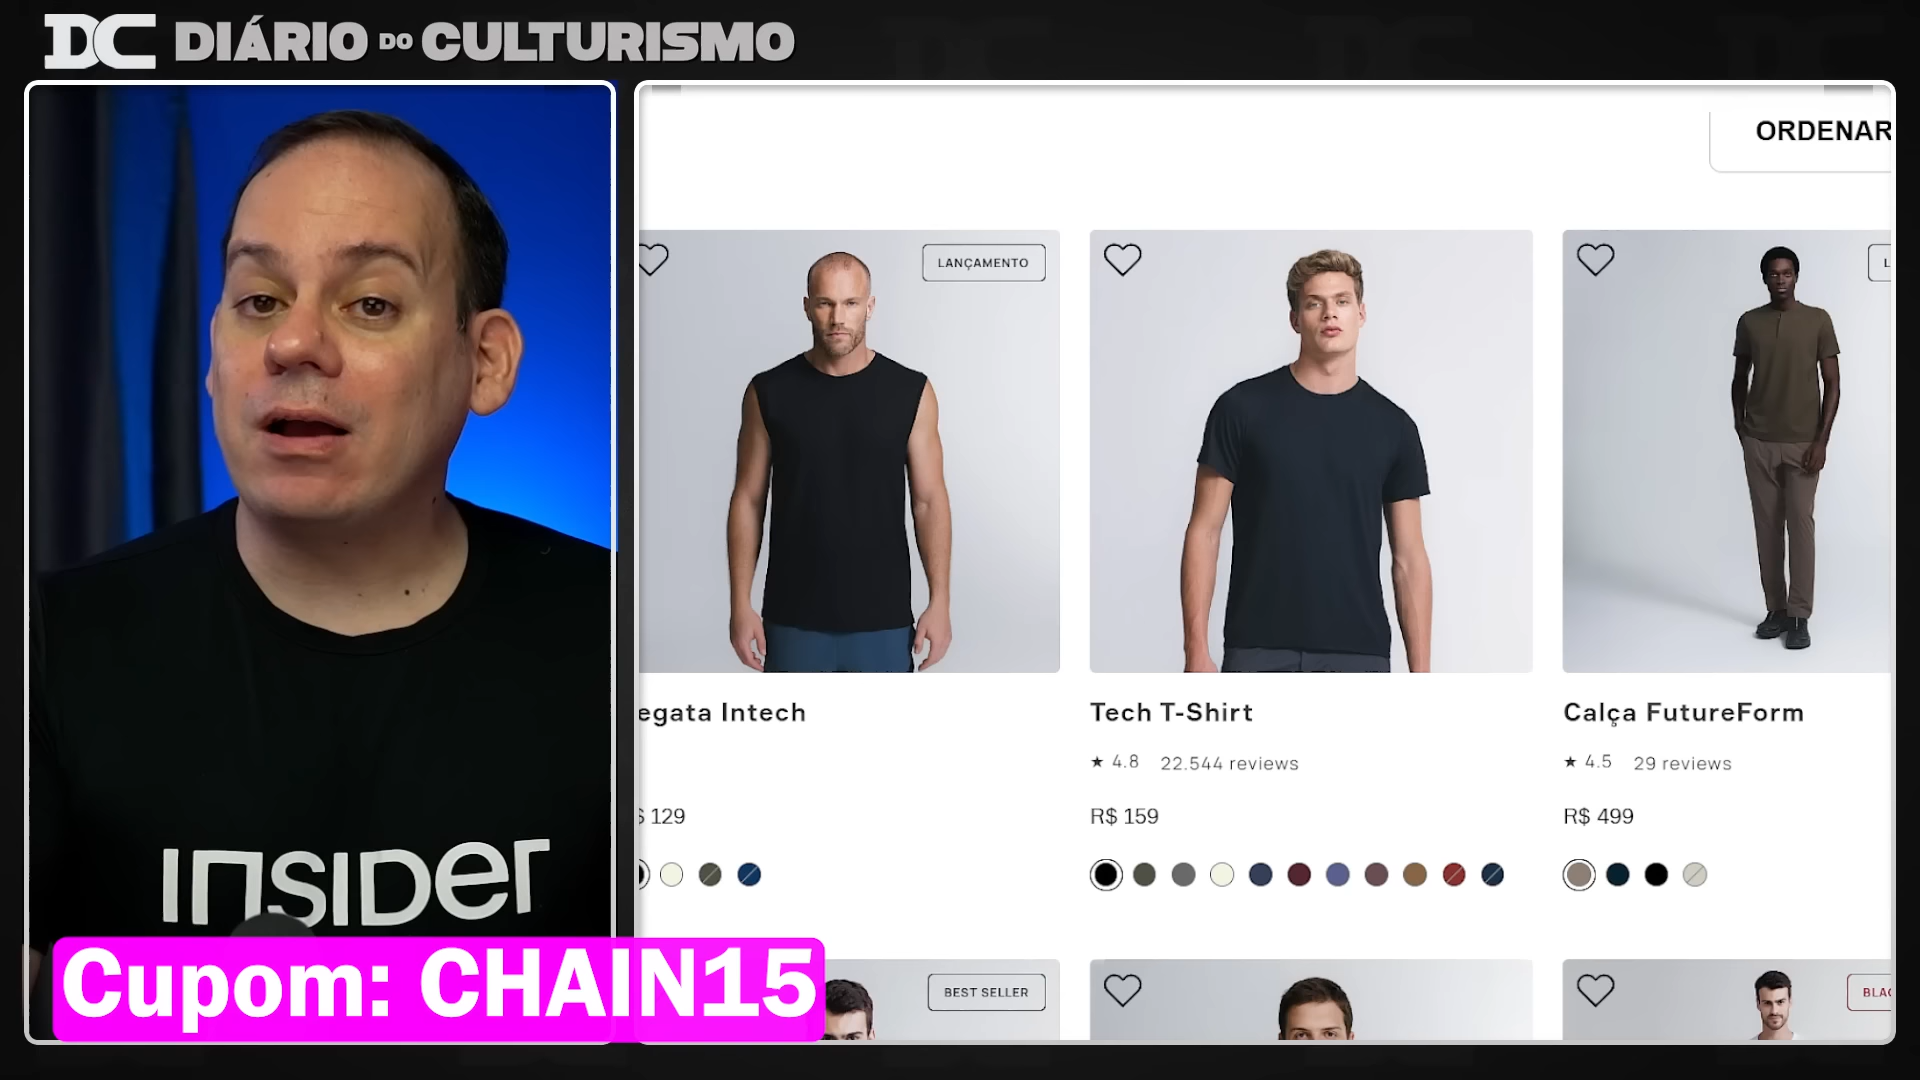 DC DIÁRIO DO CULTURISMO
ORDENAR
LANÇAMENTO
egata Intech
Tech T-Shirt
Calça FutureForm
★ 4.8 22.544 reviews
★ 4.5 29 reviews
$ 129
R$ 159
R$ 499
INSIDER
Cupom: CHAIN15
BEST SELLER